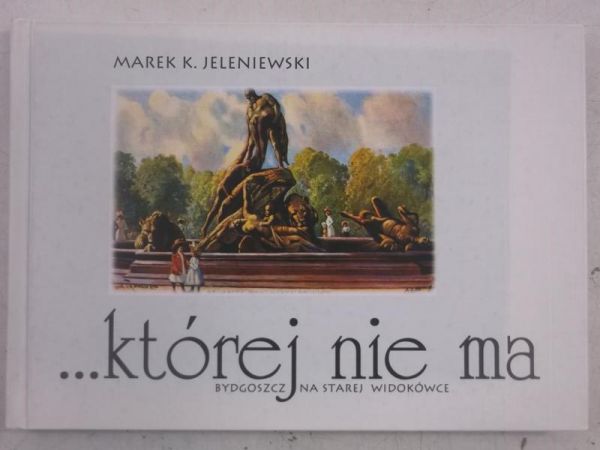 MAREK K. JELENIEWSKI
...której nie ma
BYDGOSZCZ NA STAREJ WIDOKÓWCE